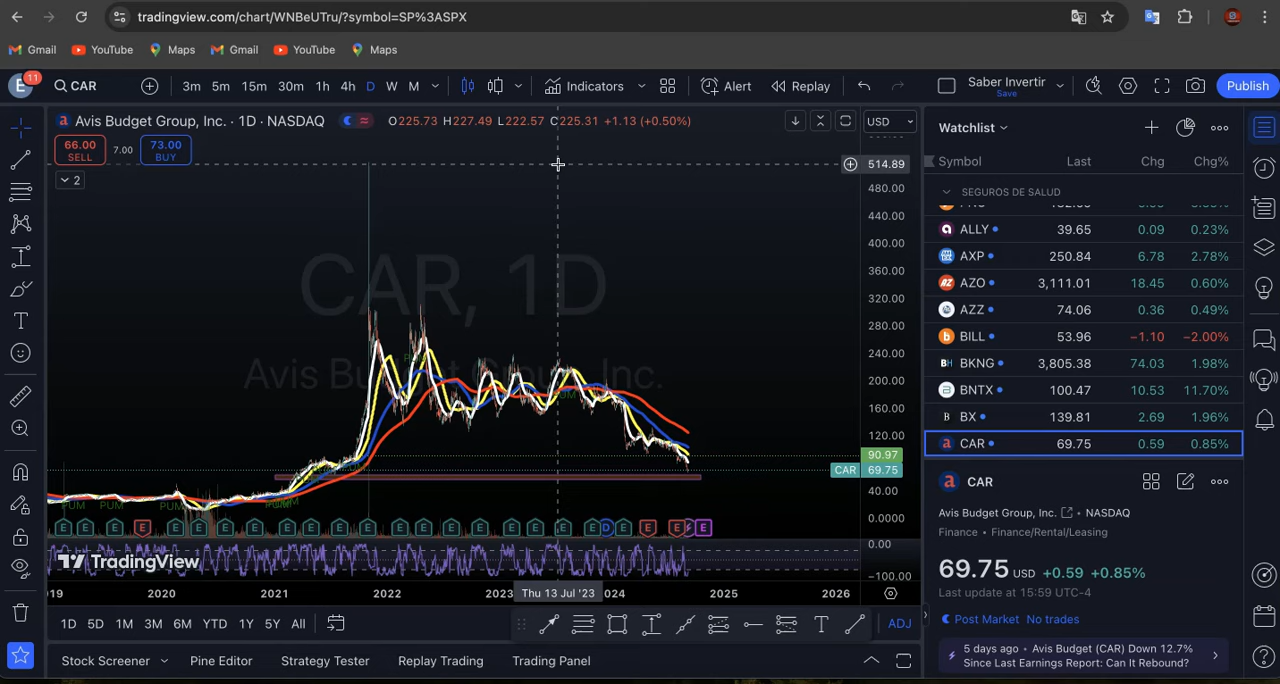 tradingview.com/chart/WNBeUTru/?symbol=SP%3ASPX
Gmail YouTube Maps Gmail YouTube Maps
E 11 CAR 3m 5m 15m 30m 1h 4h D W M Indicators Alert Replay Saber Invertir Save Publish
Avis Budget Group, Inc. · 1D · NASDAQ O225.73 H227.49 L222.57 C225.31 +1.13 (+0.50%) USD
66.00 SELL 7.00 73.00 BUY
2
CAR, 1D
Avis Budget Group, Inc.
514.89
480.00
440.00
400.00
360.00
320.00
280.00
240.00
200.00
160.00
120.00
90.97
CAR 69.75
40.00
0.0000
0.00
−100.00
PUM PUM PUM
TradingView
2020 2021 2022 2023 Thu 13 Jul '23 2024 2025 2026
1D 5D 1M 3M 6M YTD 1Y 5Y All ADJ
Stock Screener Pine Editor Strategy Tester Replay Trading Trading Panel
Watchlist
Symbol Last Chg Chg%
SEGUROS DE SALUD
ALLY 39.65 0.09 0.23%
AXP 250.84 6.78 2.78%
AZO 3,111.01 18.45 0.60%
AZZ 74.06 0.36 0.49%
BILL 53.96 −1.10 −2.00%
BKNG 3,805.38 74.03 1.98%
BNTX 100.47 10.53 11.70%
BX 139.81 2.69 1.96%
CAR 69.75 0.59 0.85%
CAR
Avis Budget Group, Inc. NASDAQ
Finance • Finance/Rental/Leasing
69.75 USD +0.59 +0.85%
Last update at 15:59 UTC-4
Post Market No trades
5 days ago • Avis Budget (CAR) Down 12.7%
Since Last Earnings Report: Can It Rebound?